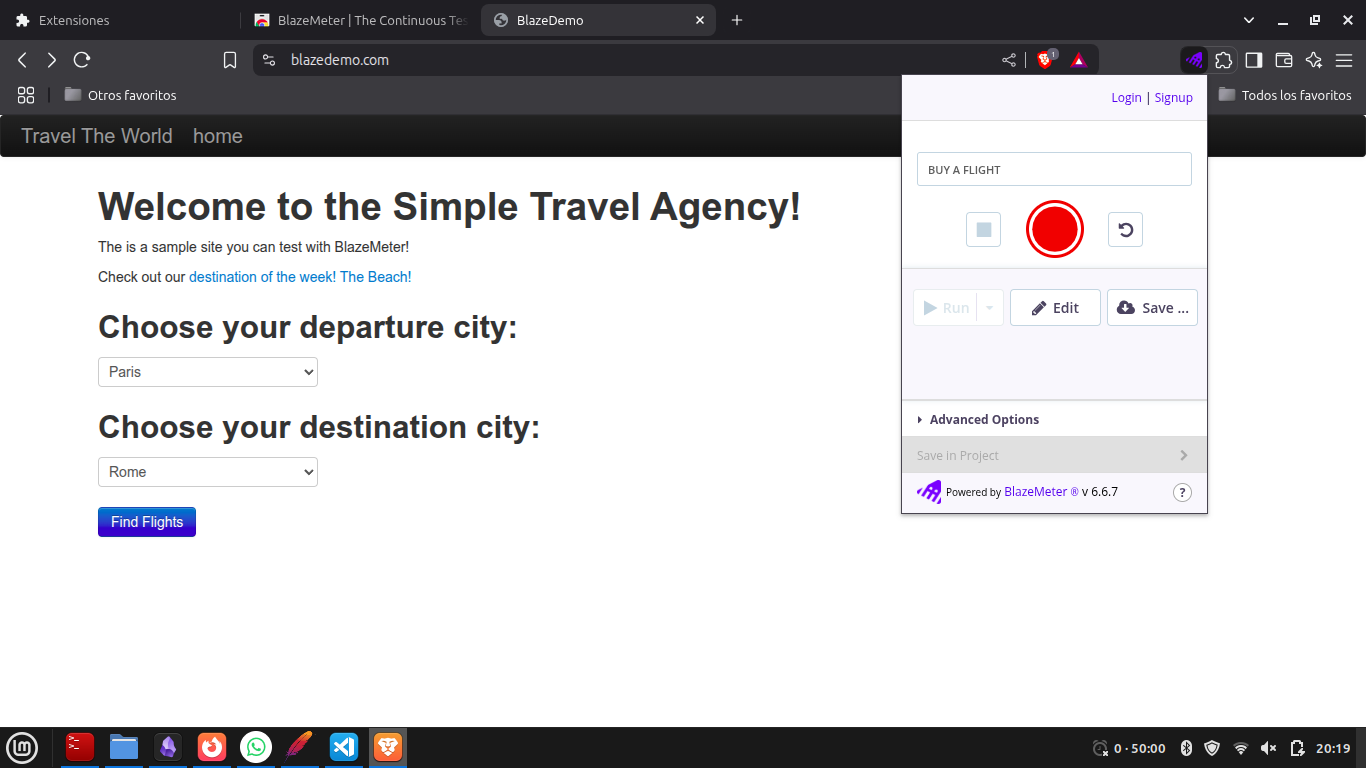 Extensiones
BlazeMeter | The Continuous Tes
BlazeDemo
blazedemo.com
1
Otros favoritos
Todos los favoritos
Login | Signup
Travel The World
home
BUY A FLIGHT
Welcome to the Simple Travel Agency!
The is a sample site you can test with BlazeMeter!
Check out our destination of the week! The Beach!
Run
Edit
Save ...
Choose your departure city:
Paris
Choose your destination city:
Rome
Find Flights
Advanced Options
Save in Project
Powered by BlazeMeter ® v 6.6.7
?
lm
>_
0 · 50:00
20:19